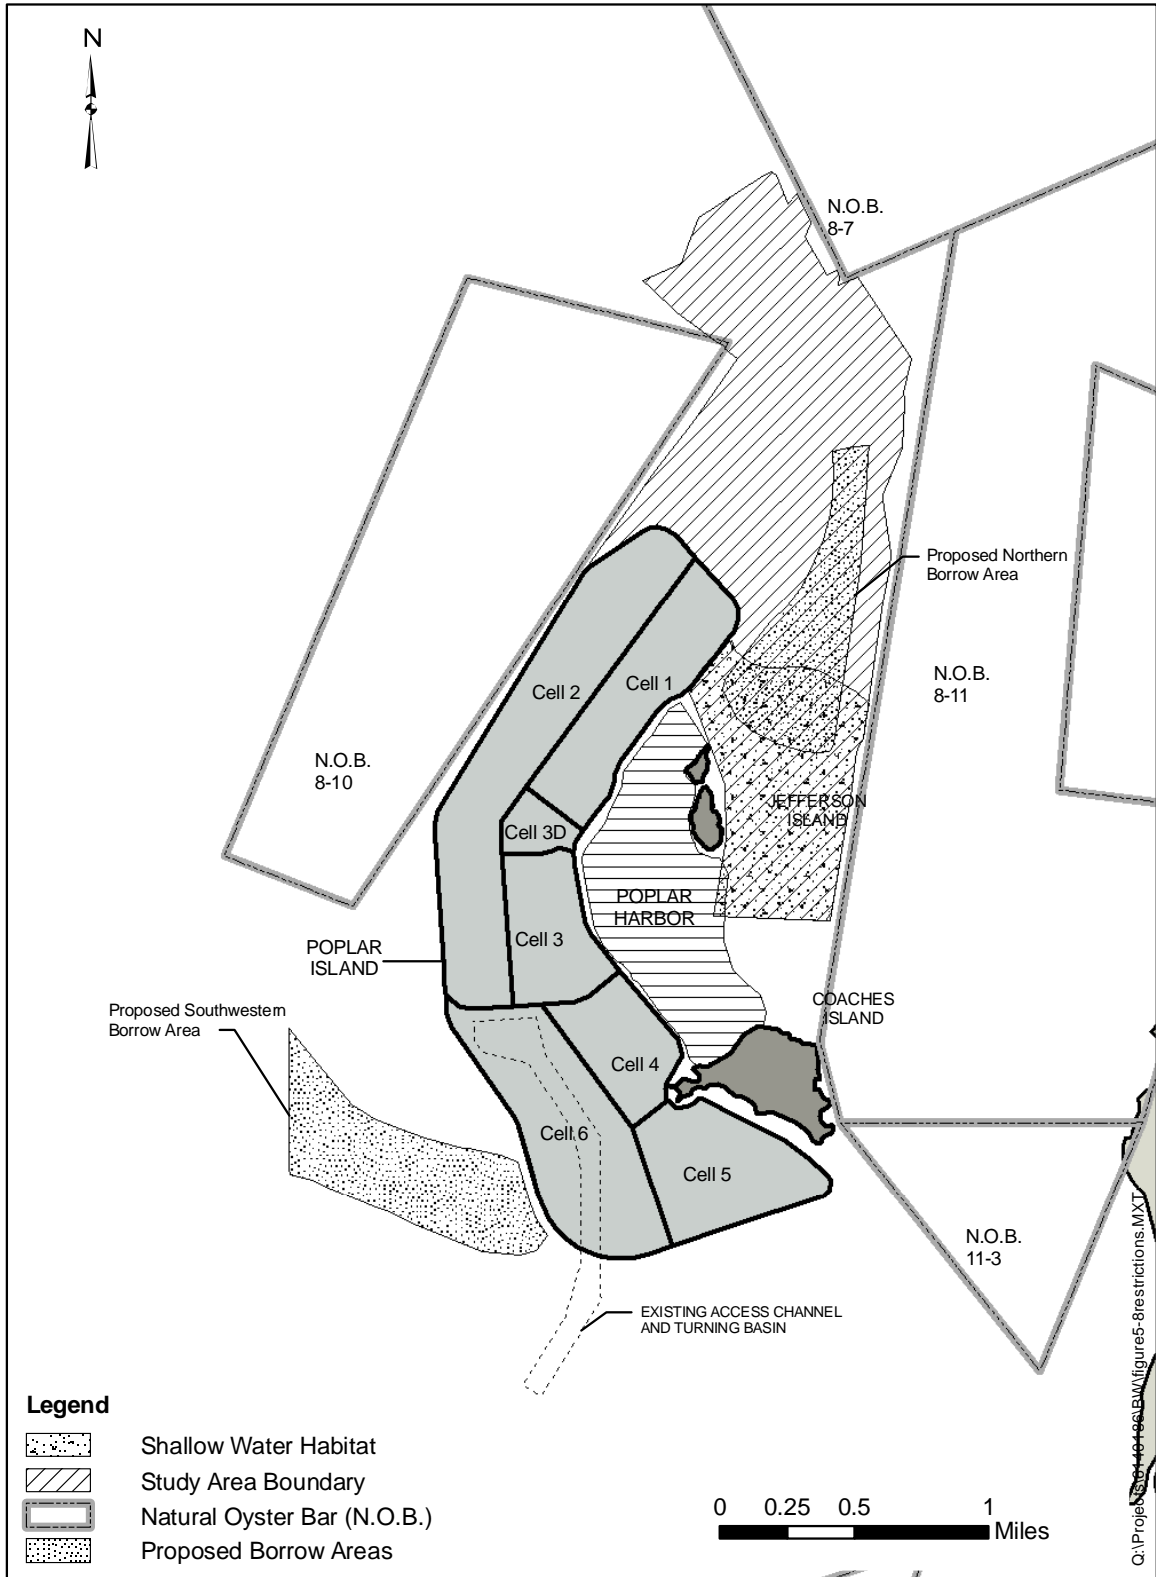 N
N.O.B.
8-7
Proposed Northern
Borrow Area
N.O.B.
8-11
Cell 2
Cell 1
N.O.B.
8-10
JEFFERSON
ISLAND
Cell 3D
POPLAR
HARBOR
Cell 3
POPLAR
ISLAND
COACHES
ISLAND
Proposed Southwestern
Borrow Area
Cell 4
Cell 6
Cell 5
N.O.B.
11-3
EXISTING ACCESS CHANNEL
AND TURNING BASIN
Legend
Shallow Water Habitat
Study Area Boundary
Natural Oyster Bar (N.O.B.)
Proposed Borrow Areas
0 0.25 0.5 1
Miles